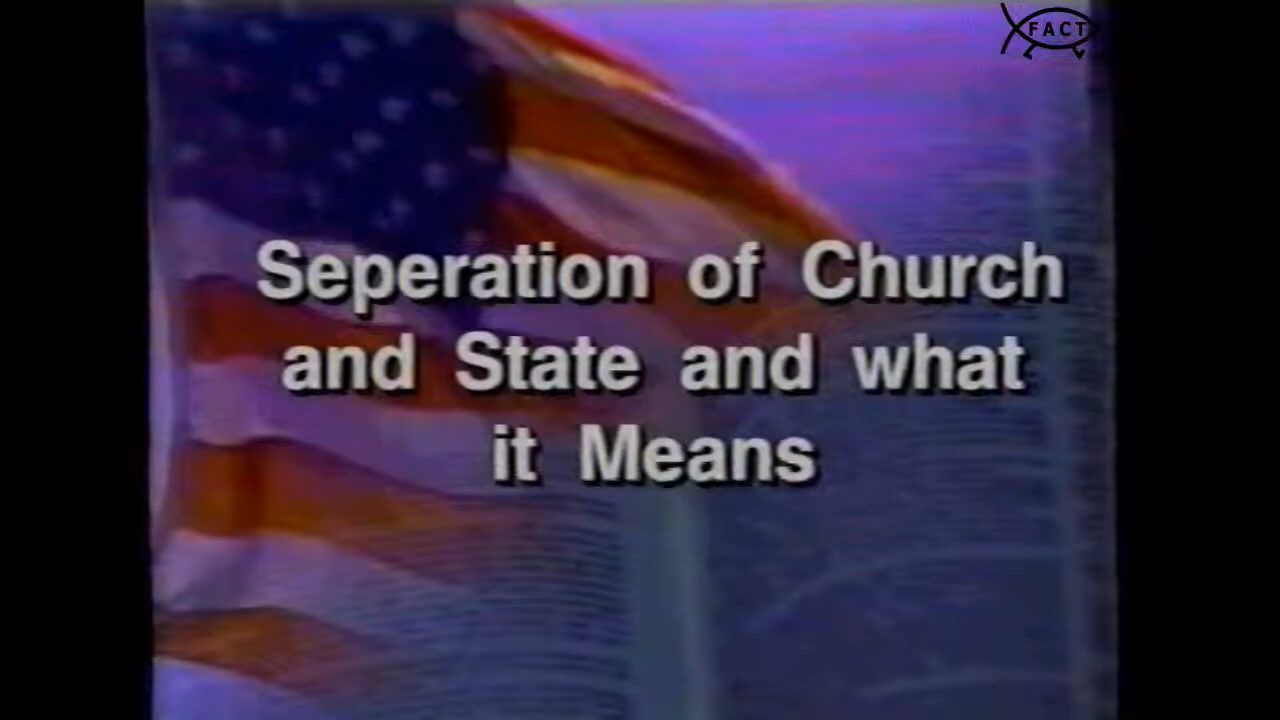 FACT
Seperation of Church
and State and what
it Means